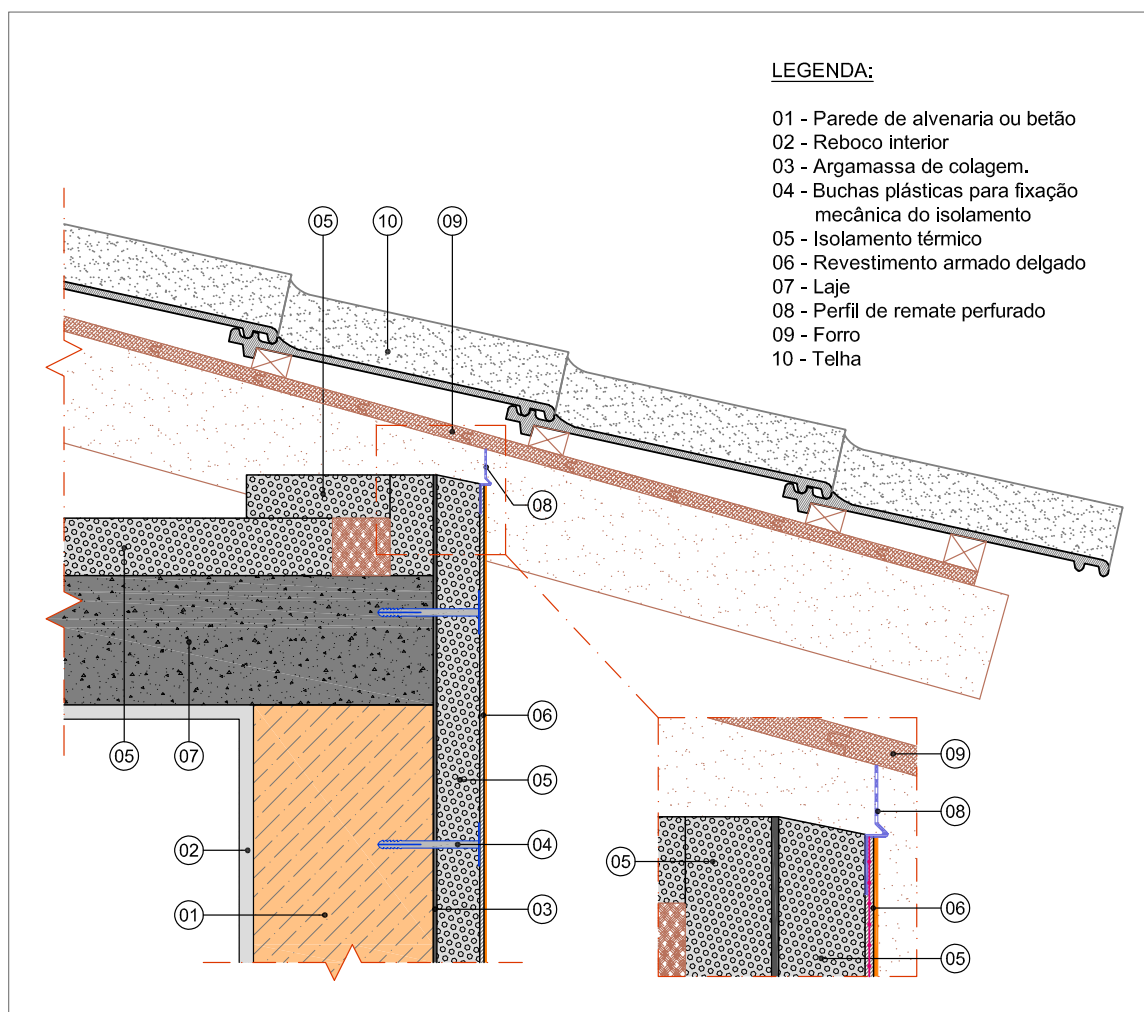 LEGENDA:
01 - Parede de alvenaria ou betão
02 - Reboco interior
03 - Argamassa de colagem.
04 - Buchas plásticas para fixação
mecânica do isolamento
05 - Isolamento térmico
06 - Revestimento armado delgado
07 - Laje
08 - Perfil de remate perfurado
09 - Forro
10 - Telha
05
10
09
08
06
05
07
05
09
08
04
02
05
01
03
06
05